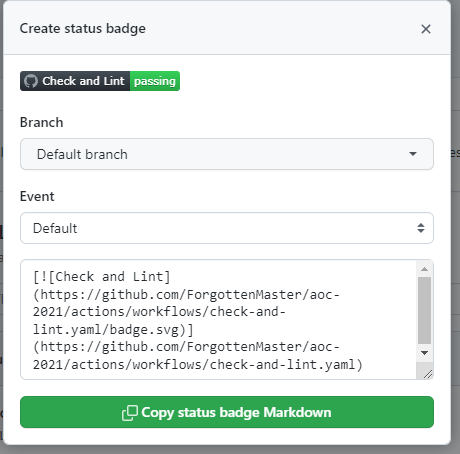 Create status badge
Check and Lint passing
Branch
Default branch
Event
Default
[![Check and Lint]
(https://github.com/ForgottenMaster/aoc-
2021/actions/workflows/check-and-
lint.yaml/badge.svg)]
(https://github.com/ForgottenMaster/aoc-
2021/actions/workflows/check-and-lint.yaml)
Copy status badge Markdown